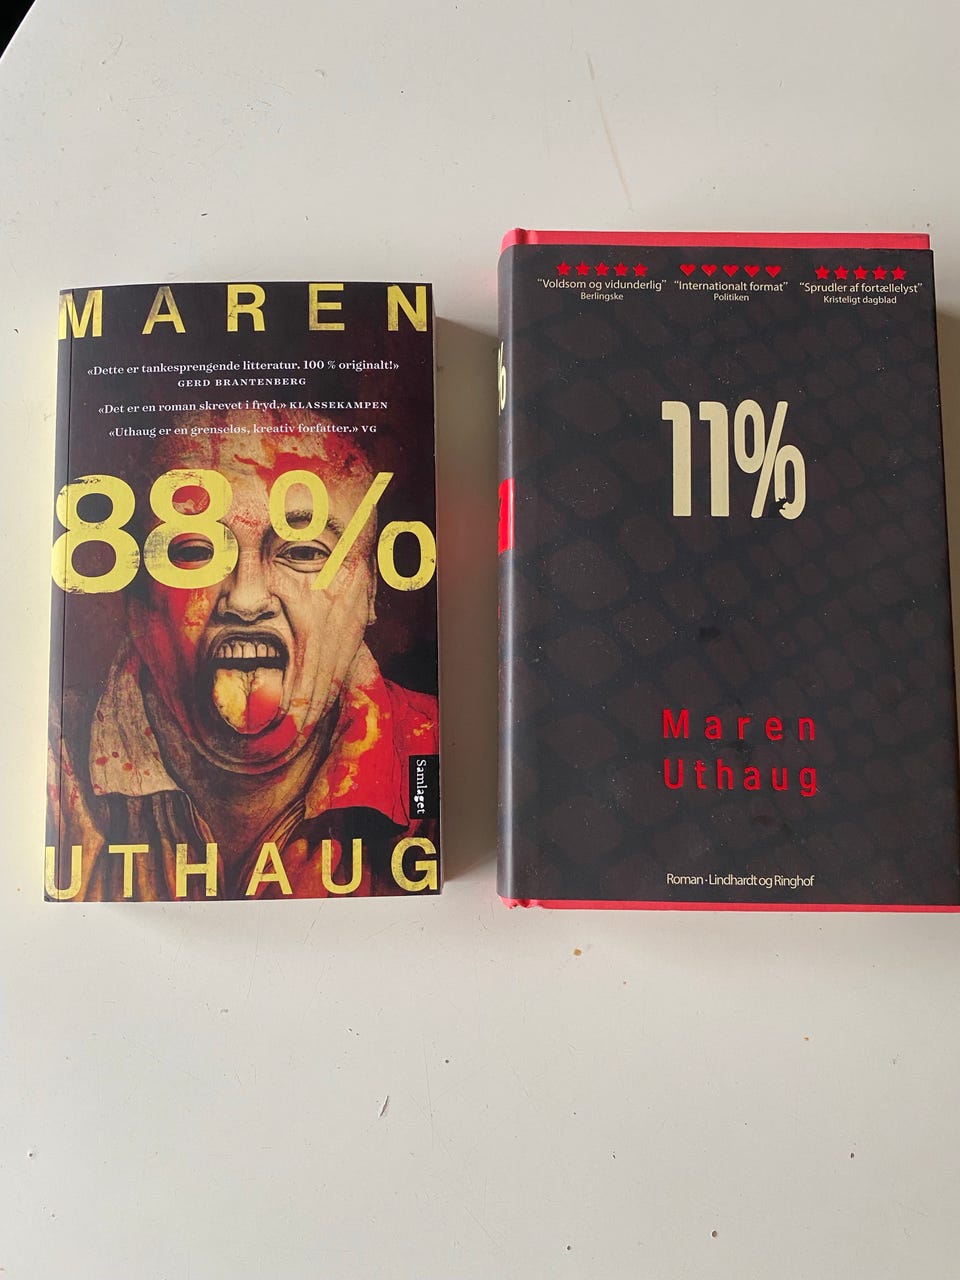 MAREN
«Dette er tankesprengende litteratur. 100 % originalt!»
GERD BRANTENBERG
«Det er en roman skrevet i fryd.» KLASSEKAMPEN
«Uthaug er en grenseløs, kreativ forfatter.» VG
88%
Samlaget
UTHAUG
"Voldsom og vidunderlig"
Berlingske
"Internationalt format"
Politiken
"Sprudler af fortællelyst"
Kristeligt dagblad
%
11%
Maren
Uthaug
Roman · Lindhardt og Ringhof